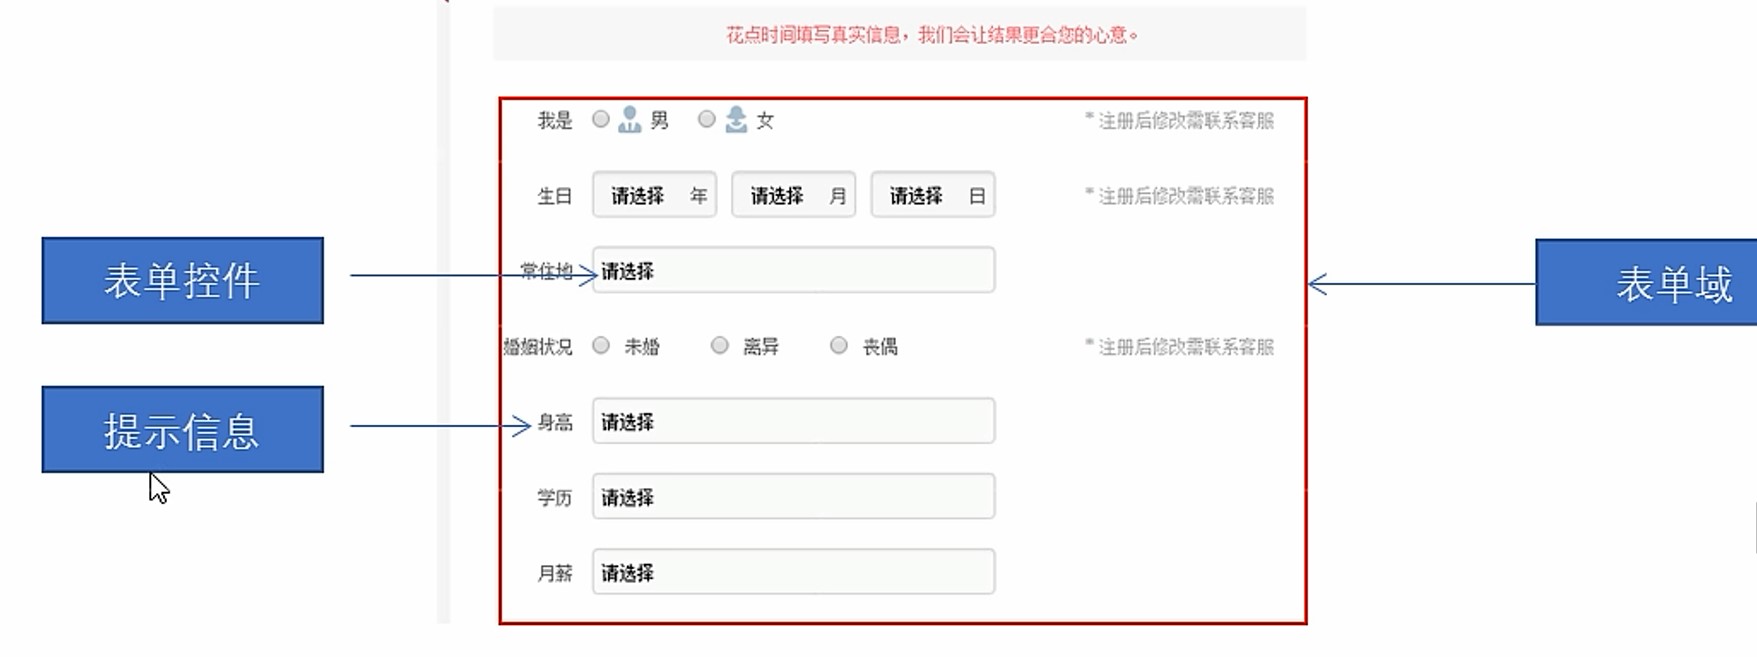 花点时间填写真实信息，我们会让结果更合您的心意。
我是 男 女 * 注册后修改需联系客服
生日 请选择 年 请选择 月 请选择 日 * 注册后修改需联系客服
表单控件
常住地 请选择
表单域
婚姻状况 未婚 离异 丧偶 * 注册后修改需联系客服
提示信息
身高 请选择
学历 请选择
月薪 请选择